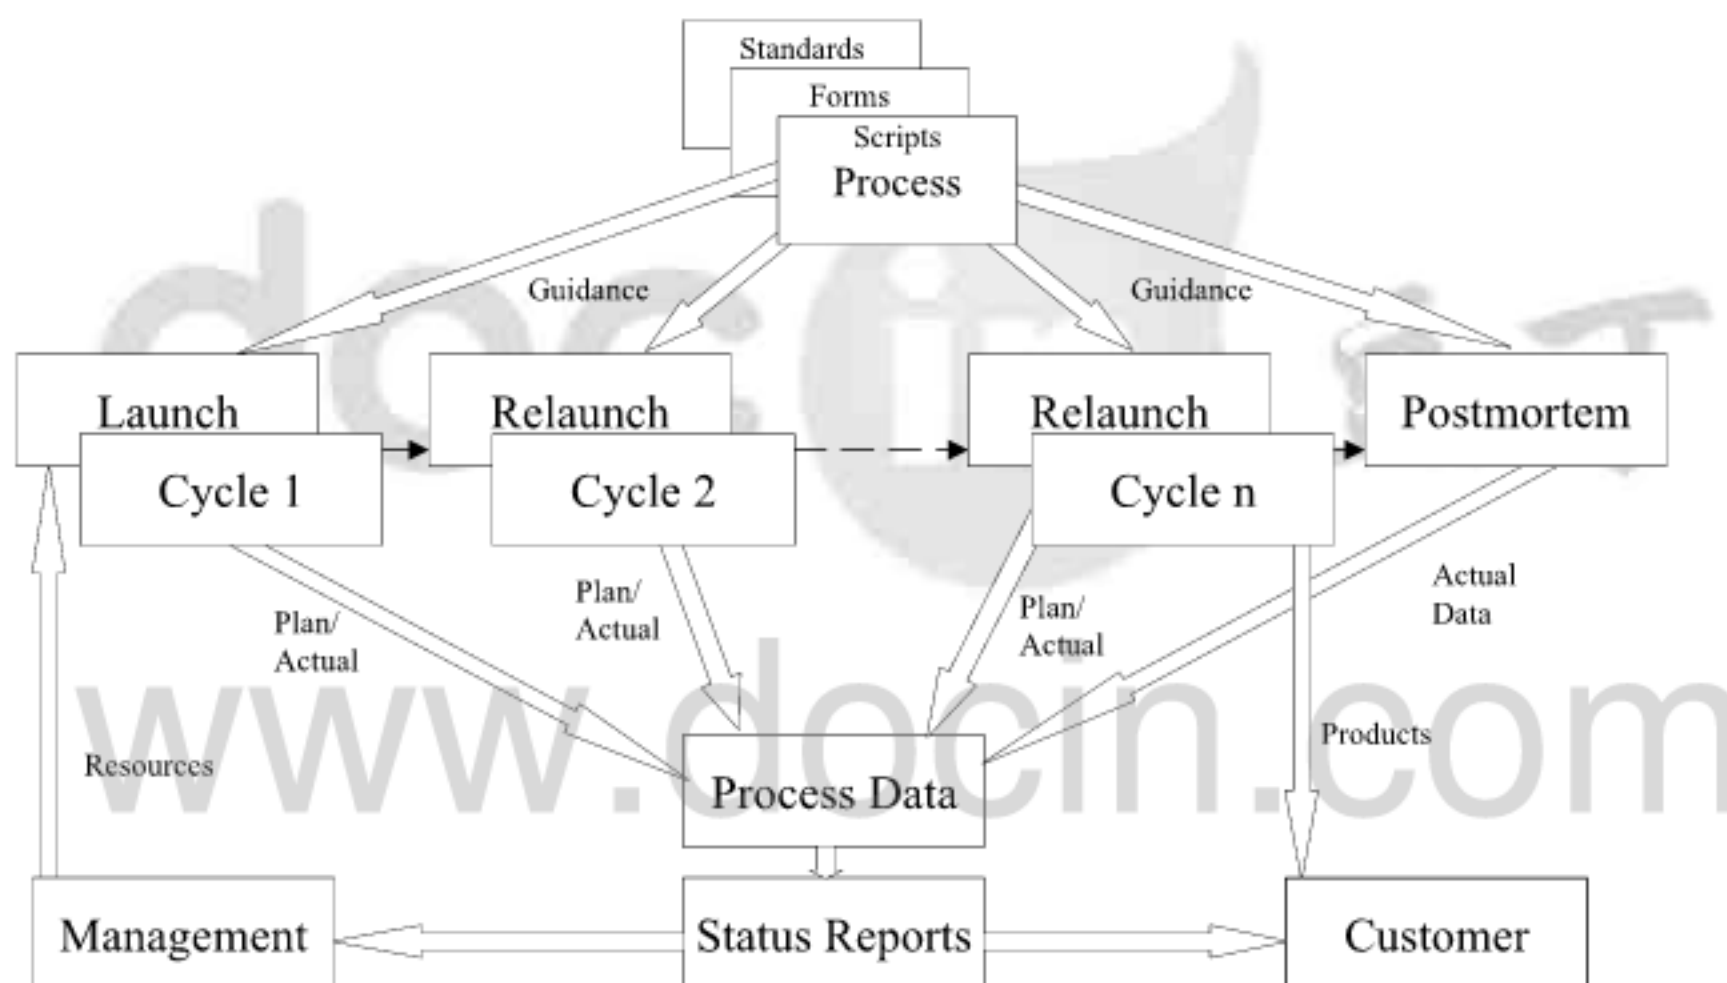 Standards
Forms
Scripts
Process
Guidance
Guidance
Launch
Relaunch
Relaunch
Postmortem
Cycle 1
Cycle 2
Cycle n
Plan/
Actual
Plan/
Actual
Plan/
Actual
Actual
Data
Resources
Products
Process Data
Management
Status Reports
Customer
docin
www.docin.com